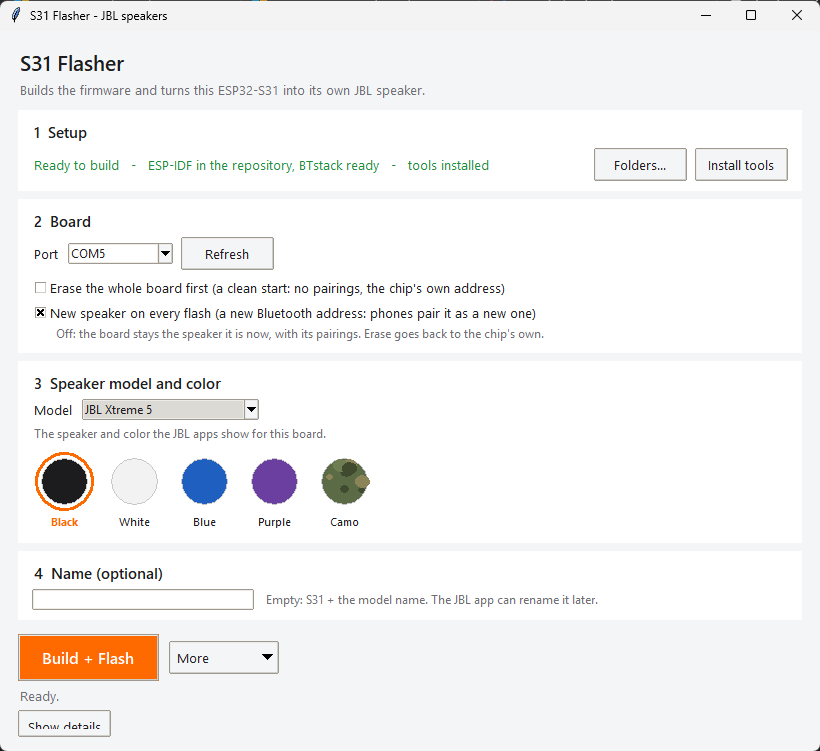 S31 Flasher - JBL speakers
S31 Flasher
Builds the firmware and turns this ESP32-S31 into its own JBL speaker.
1 Setup
Ready to build - ESP-IDF in the repository, BTstack ready - tools installed
Folders...
Install tools
2 Board
Port
COM5
Refresh
Erase the whole board first (a clean start: no pairings, the chip's own address)
New speaker on every flash (a new Bluetooth address: phones pair it as a new one)
Off: the board stays the speaker it is now, with its pairings. Erase goes back to the chip's own.
3 Speaker model and color
Model
JBL Xtreme 5
The speaker and color the JBL apps show for this board.
Black
White
Blue
Purple
Camo
4 Name (optional)
Empty: S31 + the model name. The JBL app can rename it later.
Build + Flash
More
Ready.
Show details